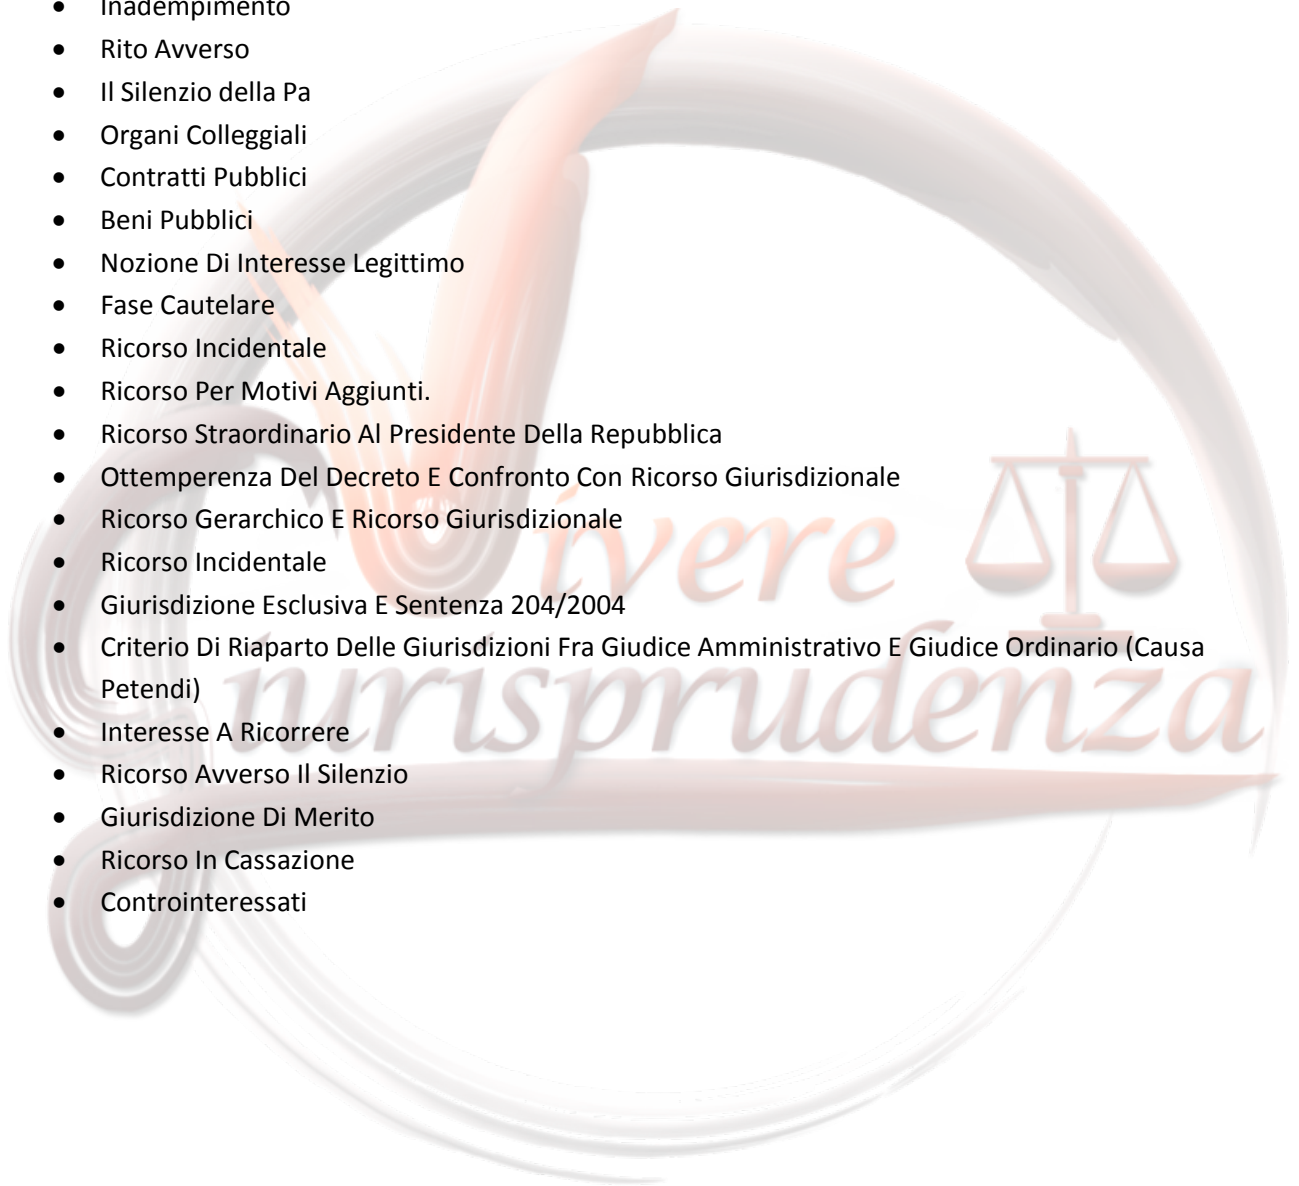 • Inadempimento
• Rito Avverso
• Il Silenzio della Pa
• Organi Colleggiali
• Contratti Pubblici
• Beni Pubblici
• Nozione Di Interesse Legittimo
• Fase Cautelare
• Ricorso Incidentale
• Ricorso Per Motivi Aggiunti.
• Ricorso Straordinario Al Presidente Della Repubblica
• Ottemperenza Del Decreto E Confronto Con Ricorso Giurisdizionale
• Ricorso Gerarchico E Ricorso Giurisdizionale
• Ricorso Incidentale
• Giurisdizione Esclusiva E Sentenza 204/2004
• Criterio Di Riaparto Delle Giurisdizioni Fra Giudice Amministrativo E Giudice Ordinario (Causa
Petendi)
• Interesse A Ricorrere
• Ricorso Avverso Il Silenzio
• Giurisdizione Di Merito
• Ricorso In Cassazione
• Controinteressati
Vivere
Giurisprudenza